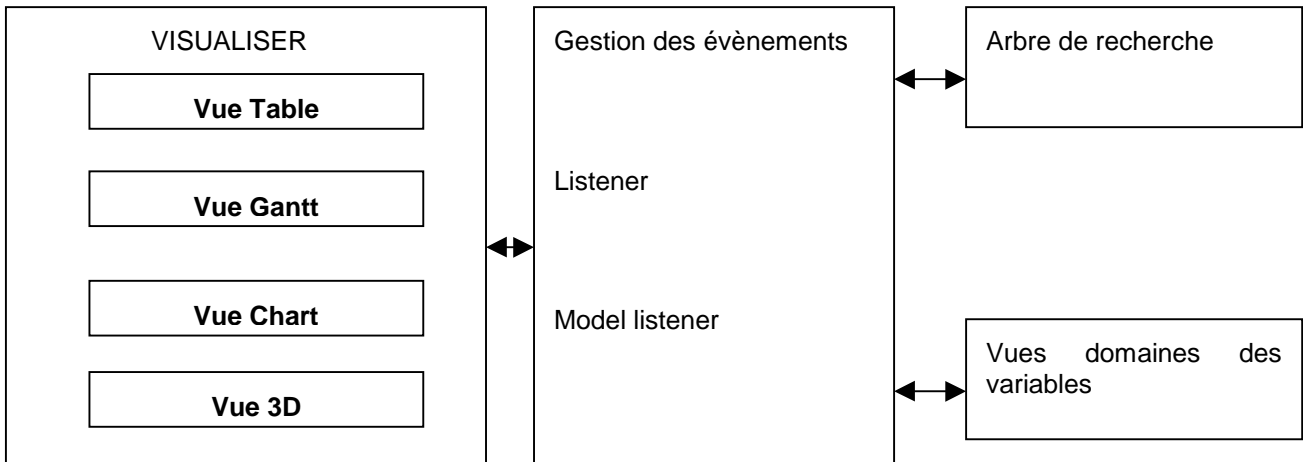 VISUALISER
Vue Table
Vue Gantt
Vue Chart
Vue 3D
Gestion des évènements
Listener
Model listener
Arbre de recherche
Vues domaines des
variables